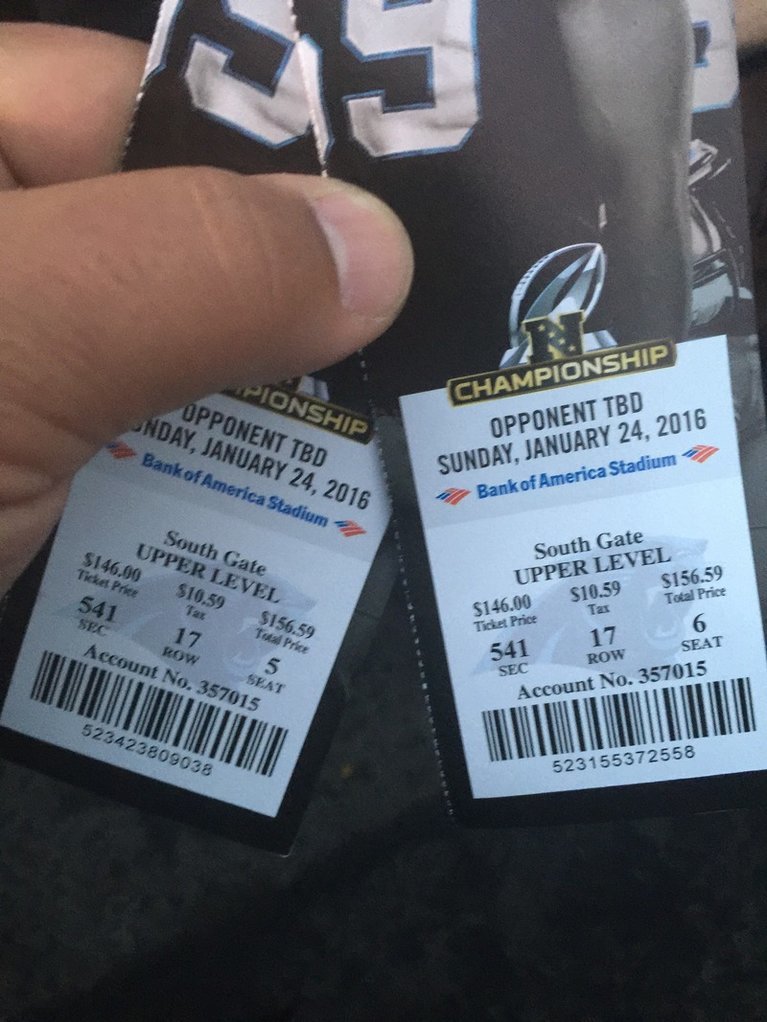 59
N
CHAMPIONSHIP
OPPONENT TBD
SUNDAY, JANUARY 24, 2016
Bank of America Stadium
South Gate
UPPER LEVEL
$146.00 $10.59 $156.59
Ticket Price Tax Total Price
541 17 5
SEC ROW SEAT
Account No. 357015
523423809038
CHAMPIONSHIP
OPPONENT TBD
SUNDAY, JANUARY 24, 2016
Bank of America Stadium
South Gate
UPPER LEVEL
$146.00 $10.59 $156.59
Ticket Price Tax Total Price
541 17 6
SEC ROW SEAT
Account No. 357015
523155372558